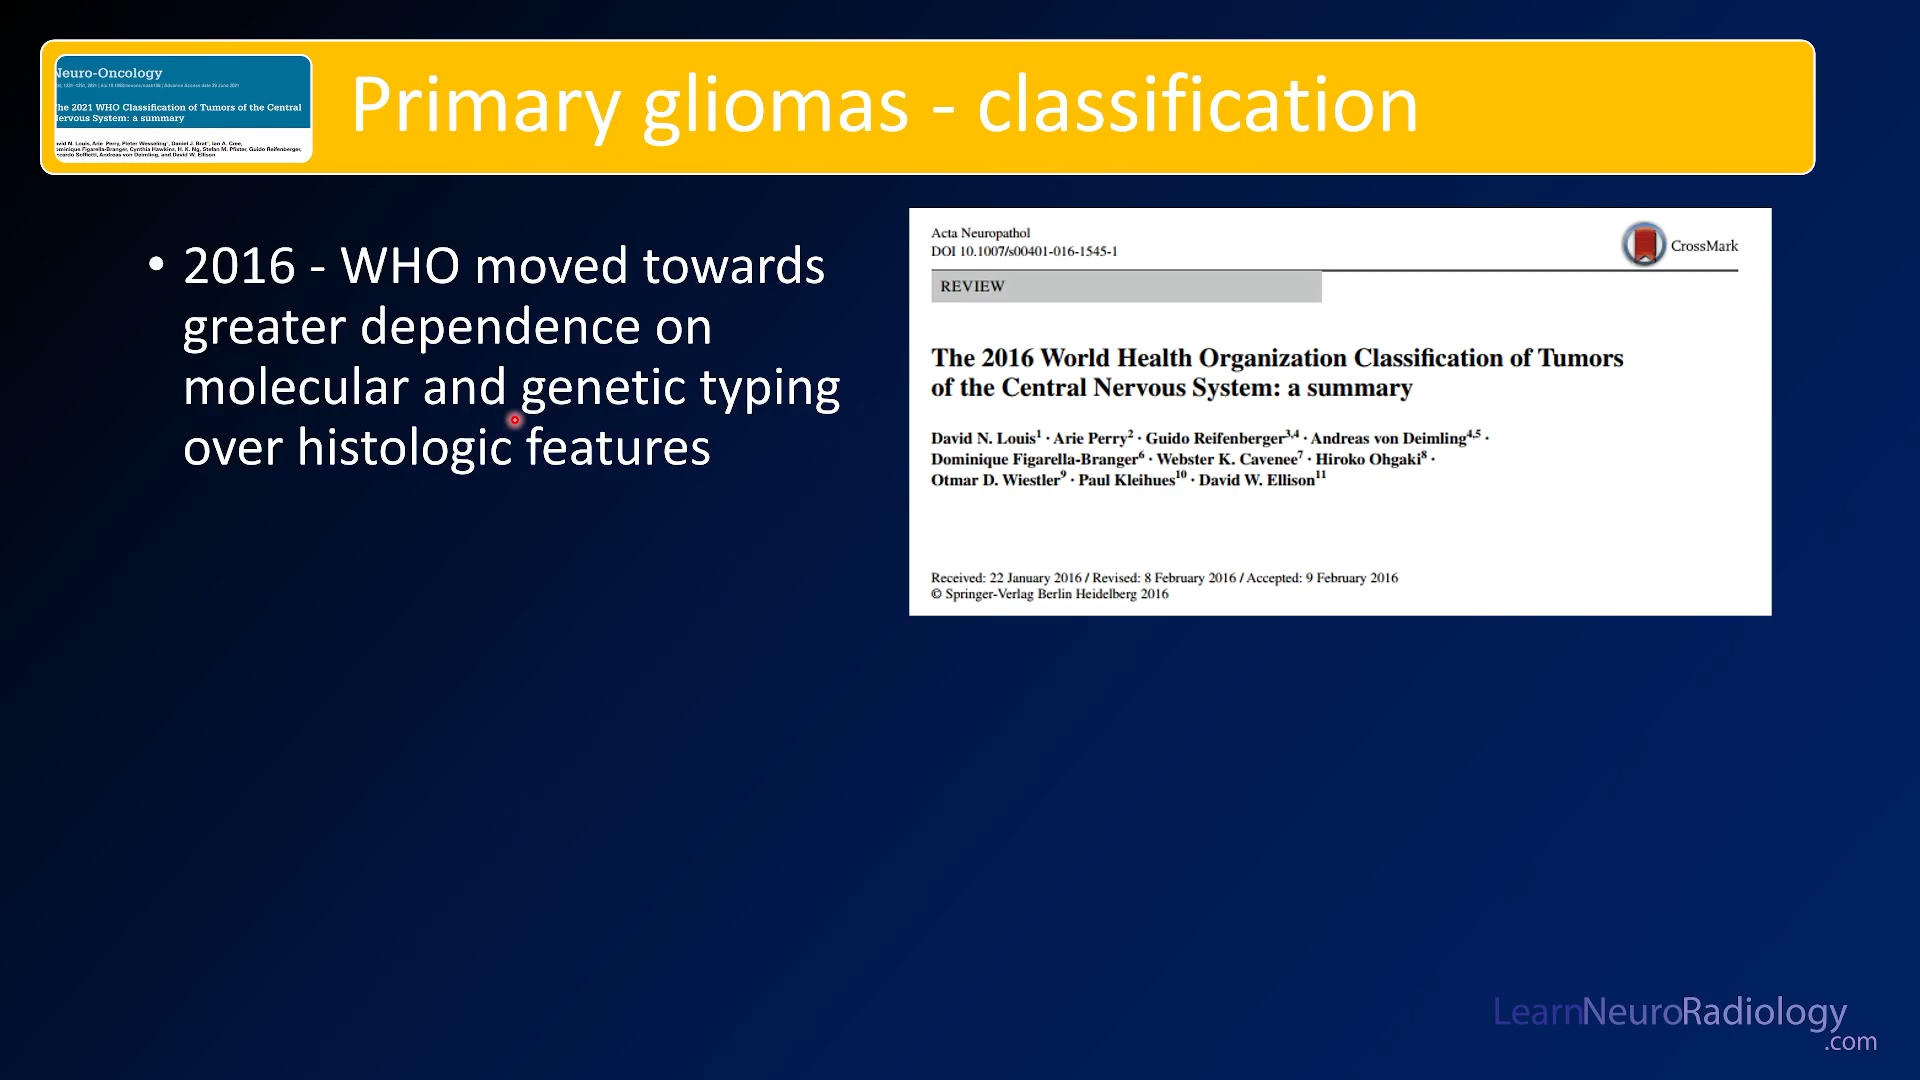 Neuro-Oncology
The 2021 WHO Classification of Tumors of the Central
Nervous System: a summary
Primary gliomas - classification
• 2016 - WHO moved towards
greater dependence on
molecular and genetic typing
over histologic features
Acta Neuropathol
DOI 10.1007/s00401-016-1545-1
CrossMark
REVIEW
The 2016 World Health Organization Classification of Tumors
of the Central Nervous System: a summary
David N. Louis1 · Arie Perry2 · Guido Reifenberger3,4 · Andreas von Deimling4,5 ·
Dominique Figarella-Branger6 · Webster K. Cavenee7 · Hiroko Ohgaki8 ·
Otmar D. Wiestler9 · Paul Kleihues10 · David W. Ellison11
Received: 22 January 2016 / Revised: 8 February 2016 / Accepted: 9 February 2016
© Springer-Verlag Berlin Heidelberg 2016
LearnNeuroRadiology
.com